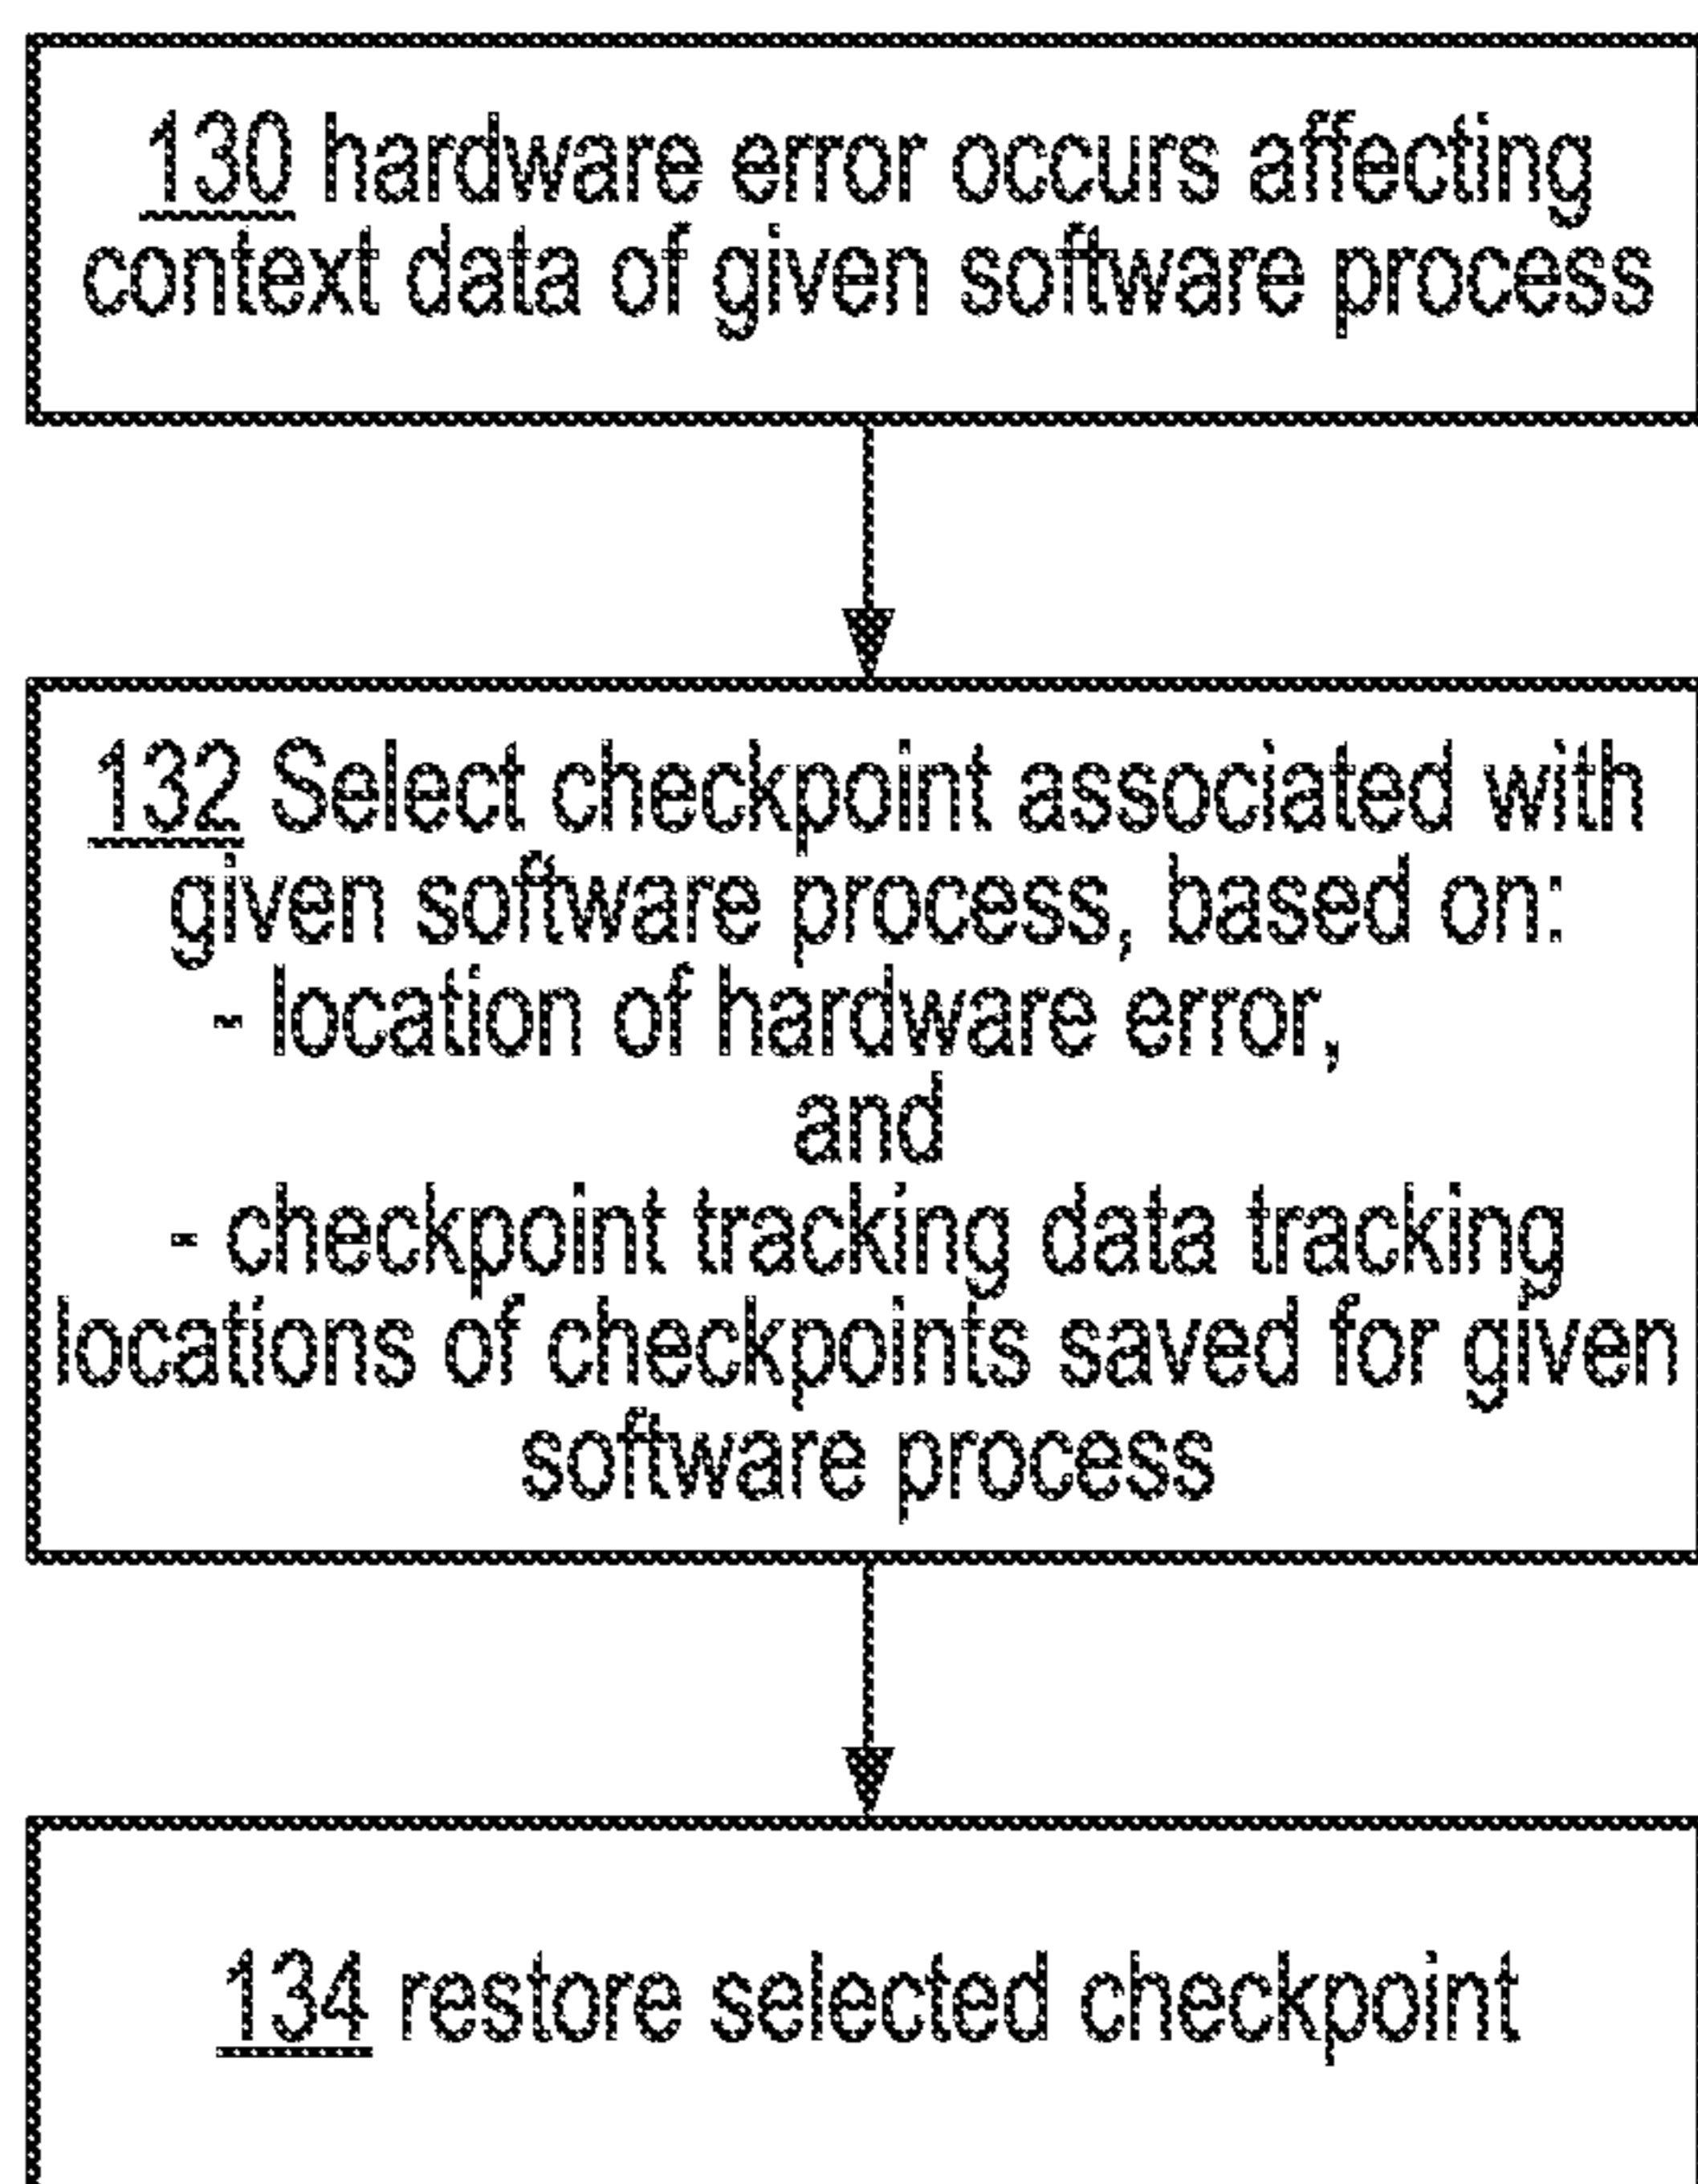 130 hardware error occurs affecting
context data of given software process
132 Select checkpoint associated with
given software process, based on:
- location of hardware error,
and
- checkpoint tracking data tracking
locations of checkpoints saved for given
software process
134 restore selected checkpoint